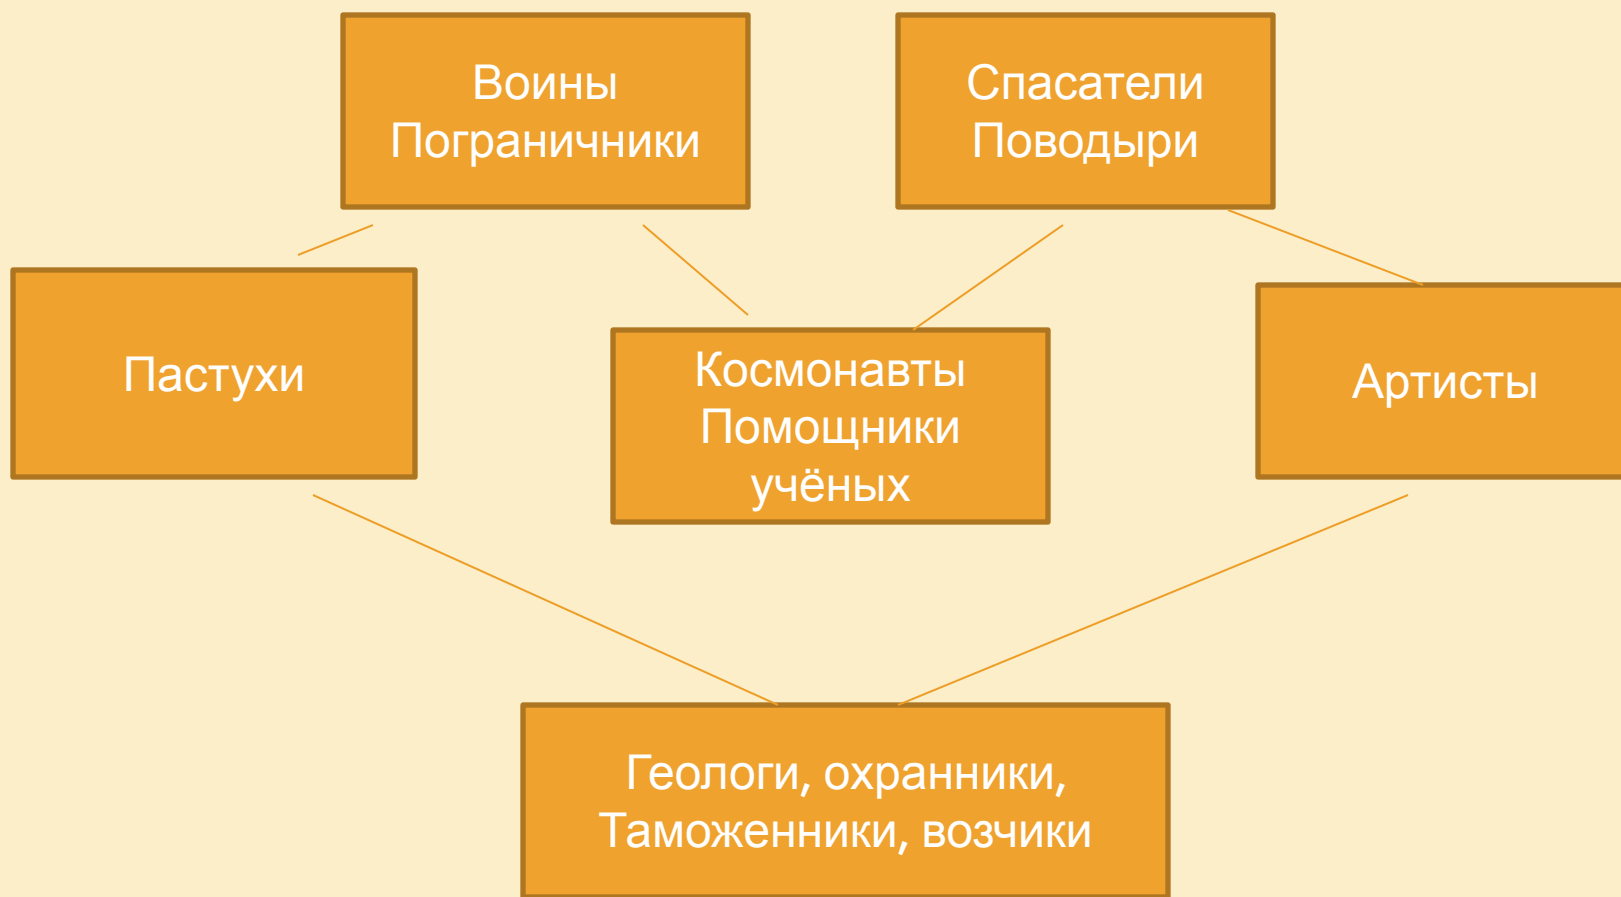 Воины
Пограничники
Спасатели
Поводыри
Пастухи
Космонавты
Помощники
учёных
Артисты
Геологи, охранники,
Таможенники, возчики